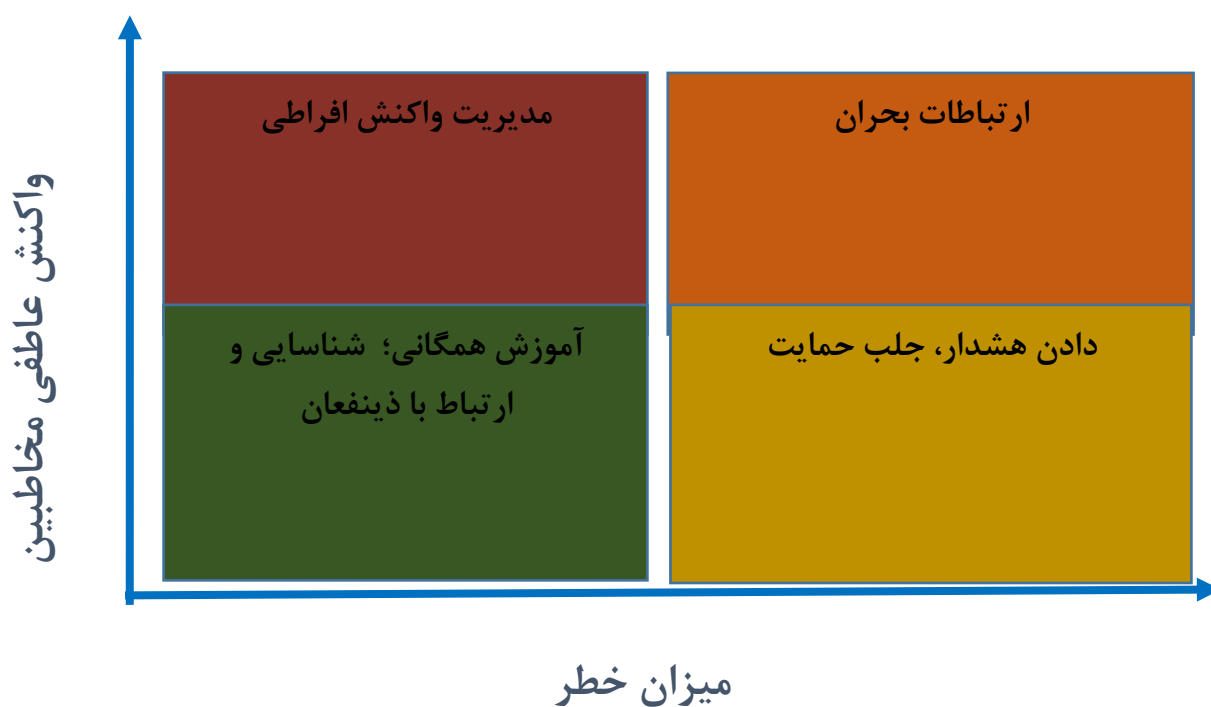 ارتباطات بحران
مدیریت واکنش افراطی
دادن هشدار، جلب حمایت
آموزش همگانی؛ شناسایی و
ارتباط با ذینفعان
واکنش عاطفی مخاطبین
میزان خطر